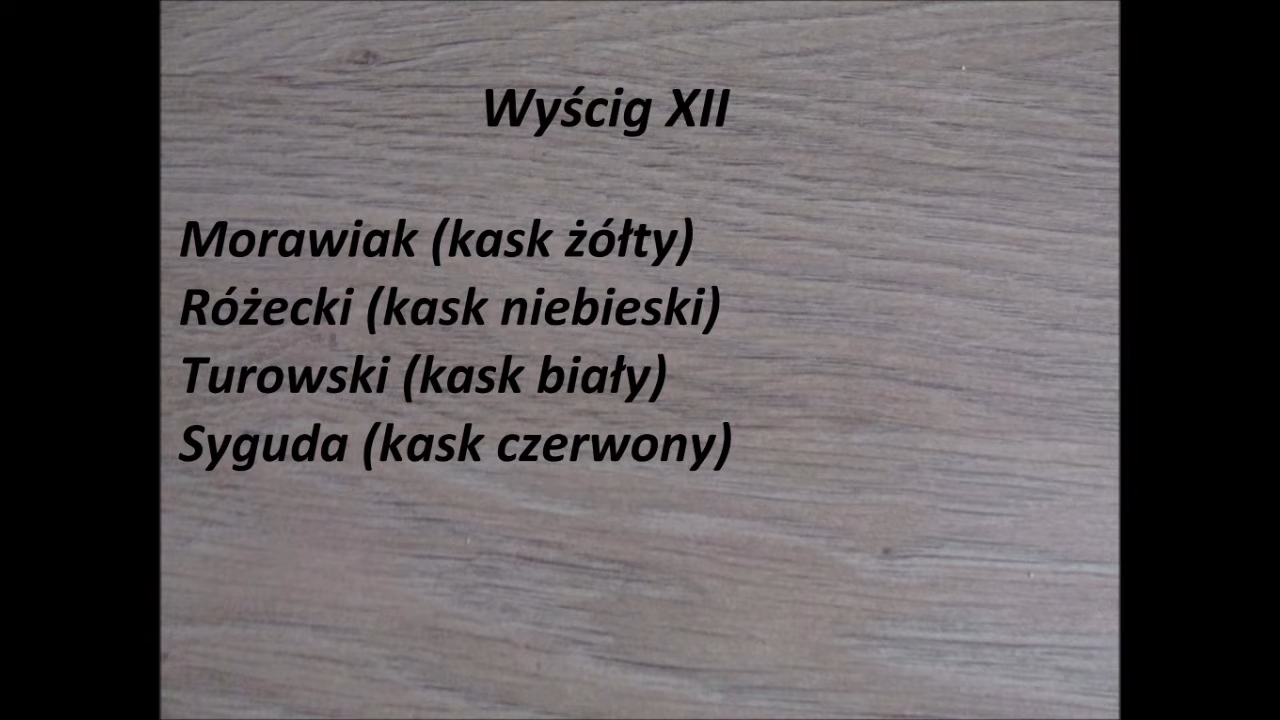 Wyścig XII
Morawiak (kask żółty)
Różecki (kask niebieski)
Turowski (kask biały)
Syguda (kask czerwony)